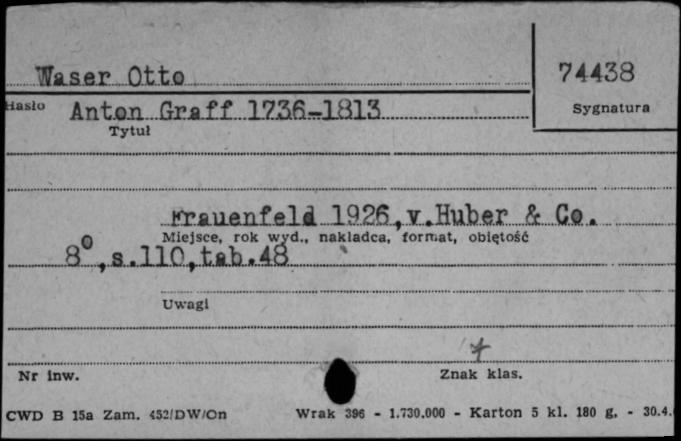 Waser Otto
74438
Hasło
Anton Graff 1736-1813
Sygnatura
Tytuł
Frauenfeld 1926,v.Huber & Co.
Miejsce, rok wyd., nakładca, format, objętość
8⁰,s.110,tab.48
Uwagi
Nr inw.
Znak klas.
CWD B 15a Zam. 452/DW/On Wrak 396 - 1.730.000 - Karton 5 kl. 180 g. - 30.4.